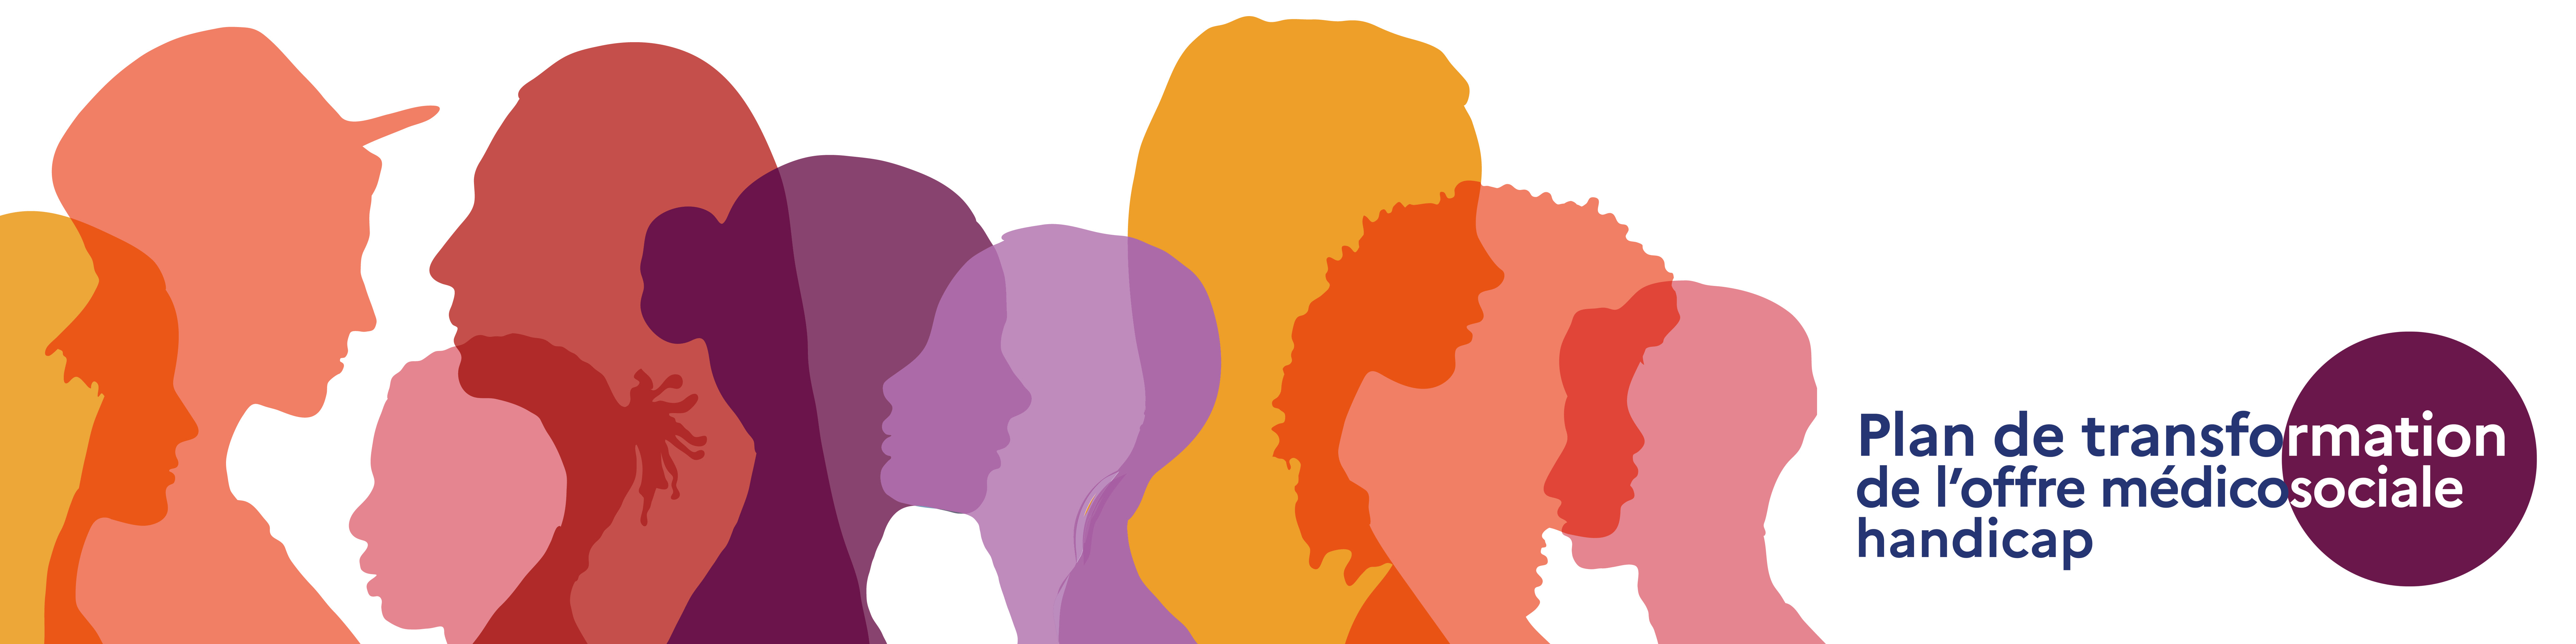 Plan de transformation
de l’offre médicosociale
handicap